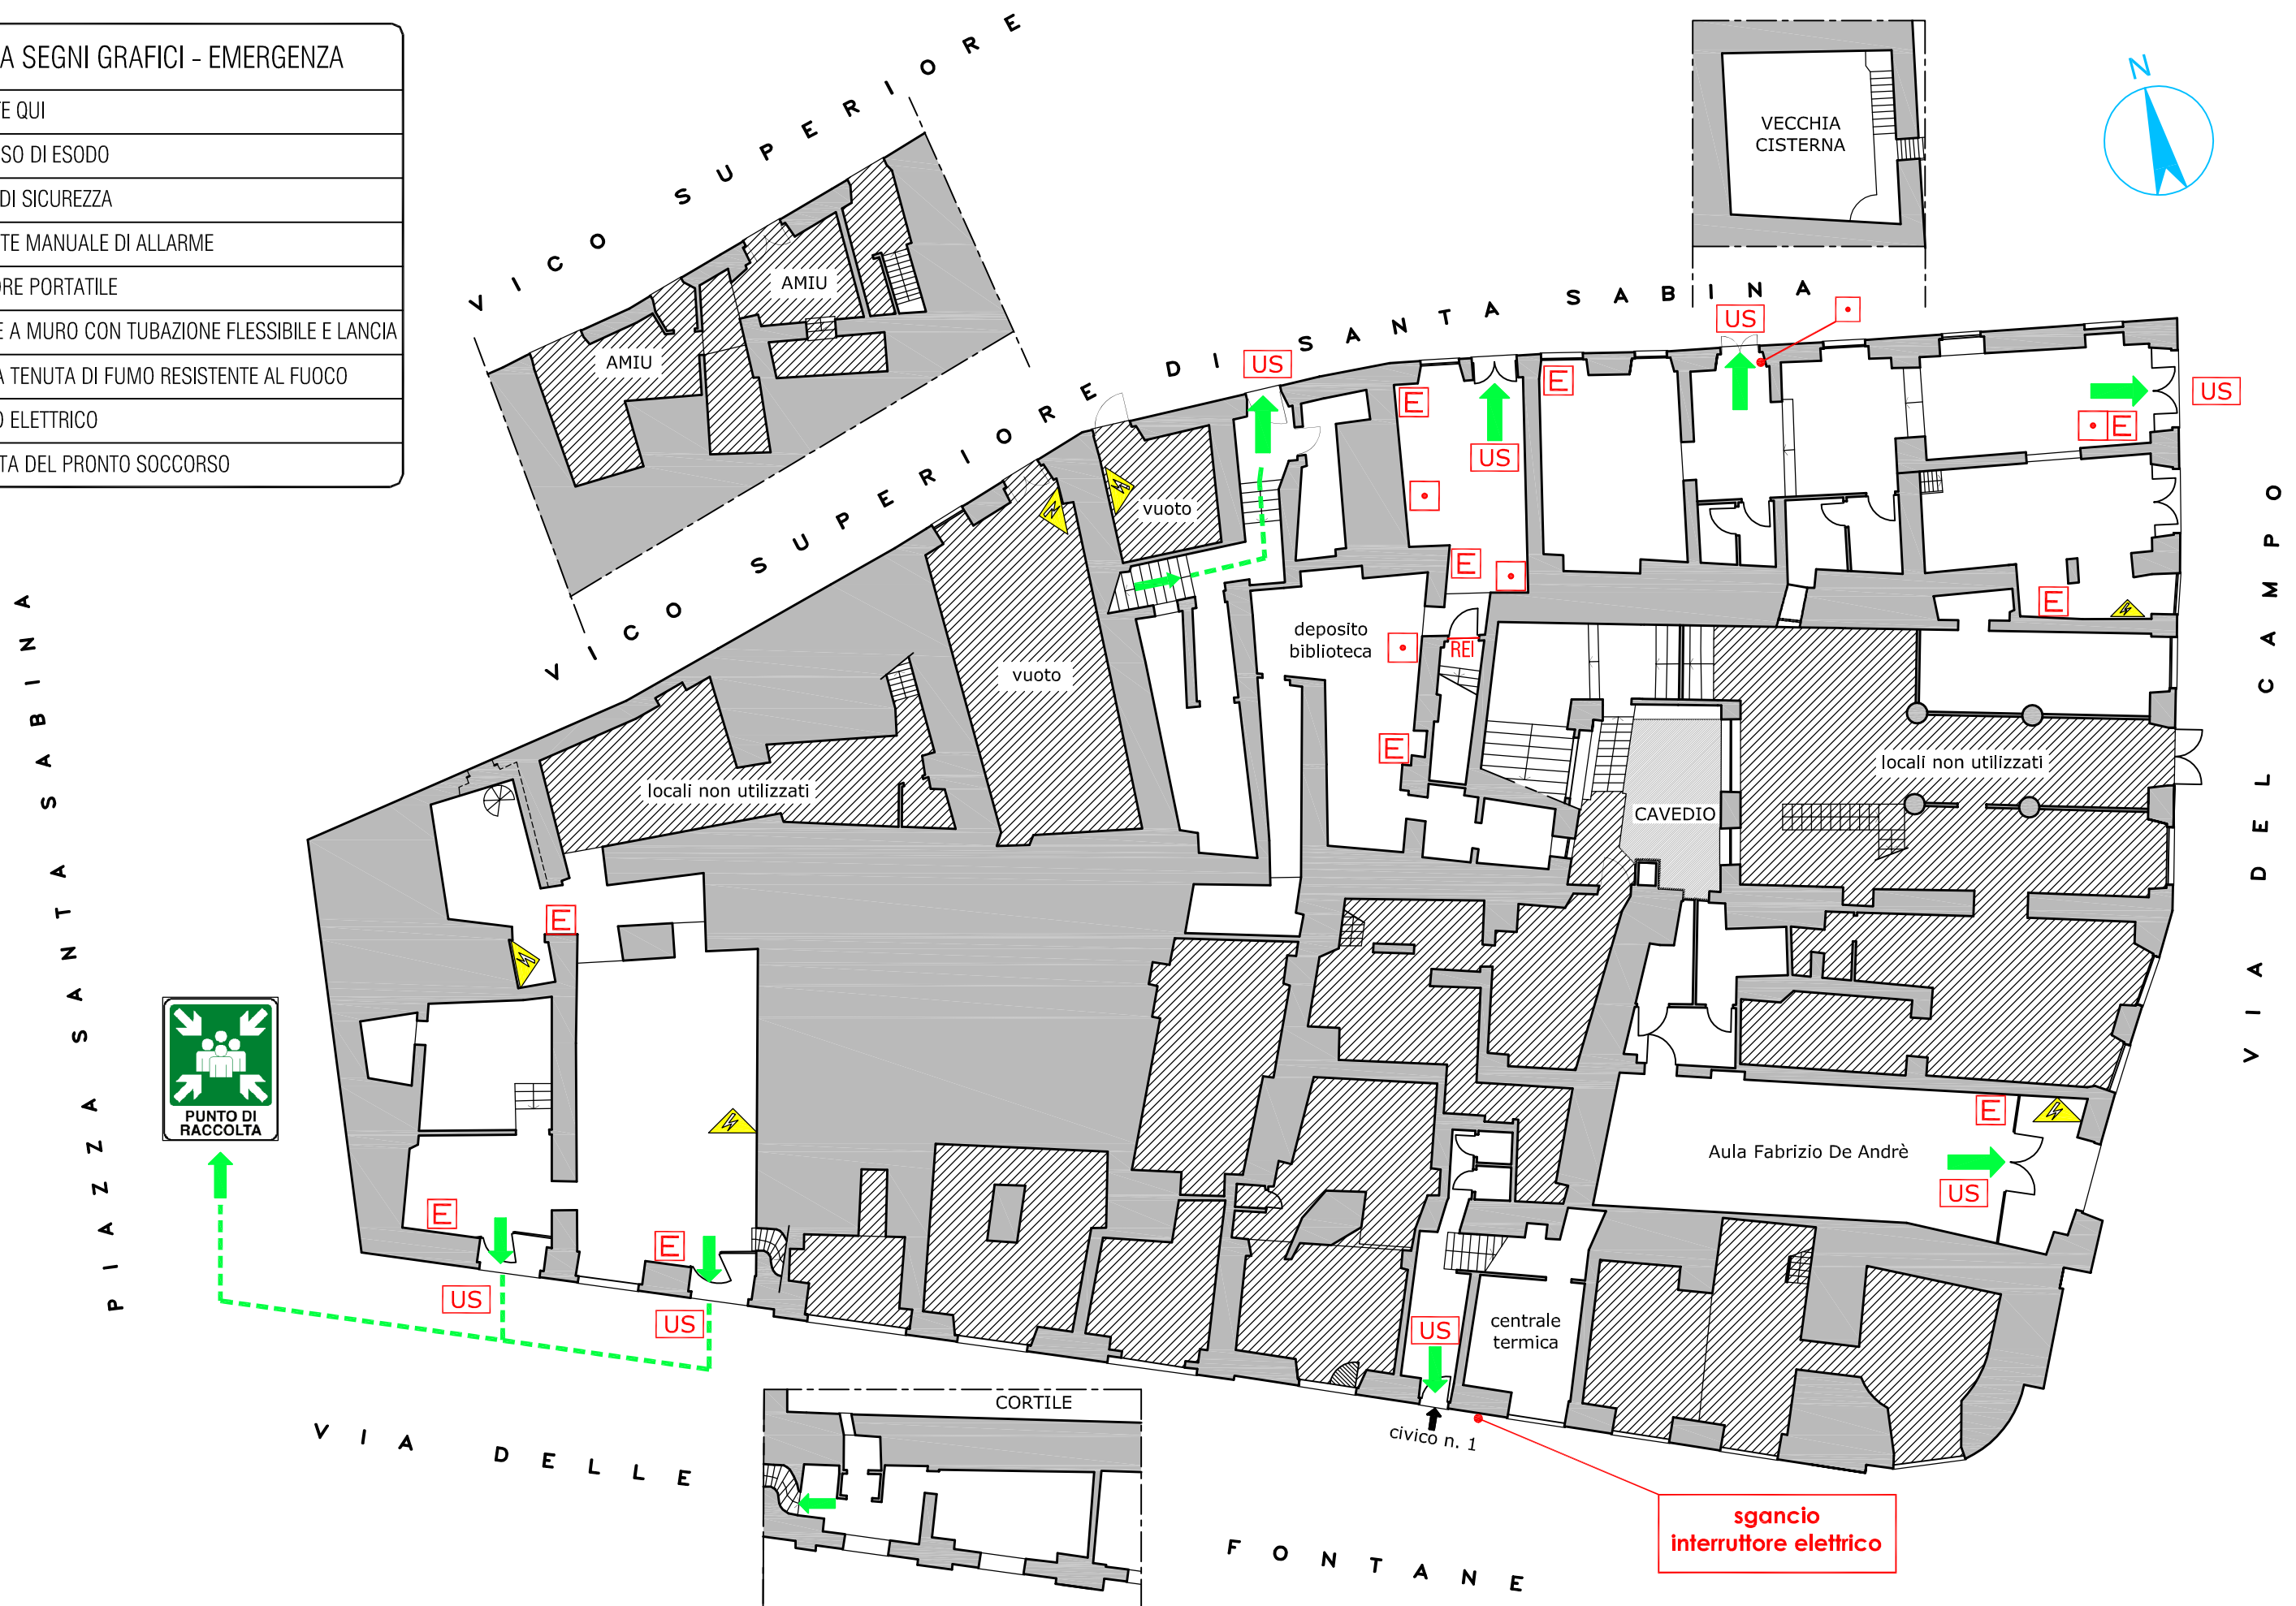 A SEGNI GRAFICI - EMERGENZA
QUI
DI ESODO
DI SICUREZZA
MANUALE DI ALLARME
PORTATILE
A MURO CON TUBAZIONE FLESSIBILE E LANCIA
A TENUTA DI FUMO RESISTENTE AL FUOCO
ELETTRICO
DEL PRONTO SOCCORSO
VICO SUPERIORE
AMIU
AMIU
VECCHIA
CISTERNA
N
VICO SUPERIORE DI SANTA SABINA
US
US
US
US
E
E
E
E
E
vuoto
vuoto
deposito
biblioteca
REI
E
E
locali non utilizzati
locali non utilizzati
CAVEDIO
VIA DEL CAMPO
PIAZZA SANTA SABINA
PUNTO DI
RACCOLTA
E
E
E
US
US
Aula Fabrizio De Andrè
US
US
centrale
termica
civico n. 1
CORTILE
VIA DELLE FONTANE
sgancio
interruttore elettrico